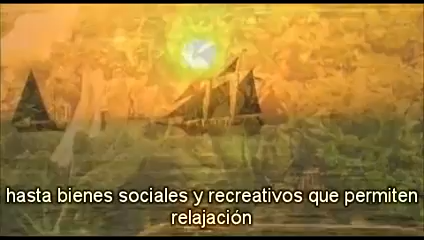 hasta bienes sociales y recreativos que permiten
relajación